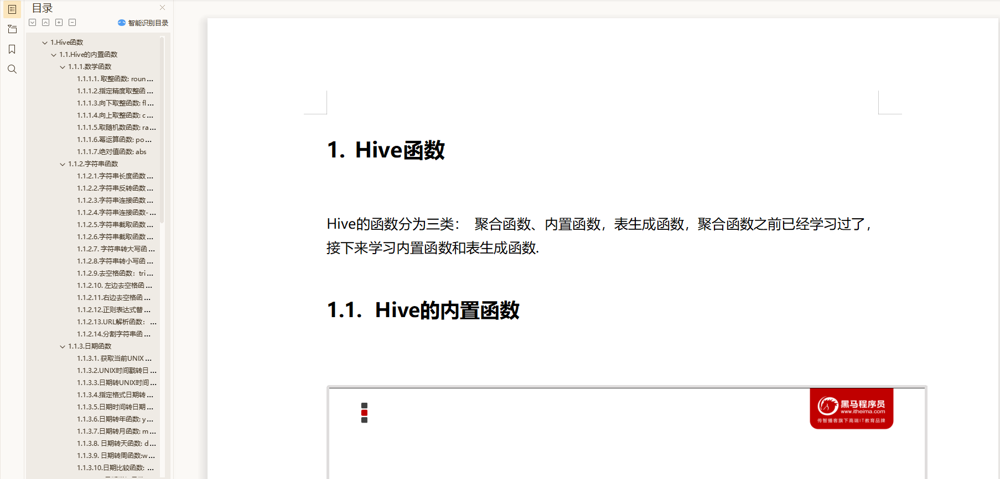 目录
智能识别目录
1.Hive函数
1.1.Hive的内置函数
1.1.1.数学函数
1.1.1.1. 取整函数: roun ...
1.1.1.2.指定精度取整函 ...
1.1.1.3.向下取整函数: fl ...
1.1.1.4.向上取整函数: c ...
1.1.1.5.取随机数函数: ra ...
1.1.1.6.幂运算函数: po ...
1.1.1.7.绝对值函数: abs
1.1.2.字符串函数
1.1.2.1.字符串长度函数 ...
1.1.2.2.字符串反转函数 ...
1.1.2.3.字符串连接函数 ...
1.1.2.4.字符串连接函数- ...
1.1.2.5.字符串截取函数 ...
1.1.2.6.字符串截取函数 ...
1.1.2.7. 字符串转大写函 ...
1.1.2.8.字符串转小写函 ...
1.1.2.9.去空格函数：tri ...
1.1.2.10. 左边去空格函 ...
1.1.2.11.右边去空格函 ...
1.1.2.12.正则表达式替 ...
1.1.2.13.URL解析函数： ...
1.1.2.14.分割字符串函 ...
1.1.3.日期函数
1.1.3.1. 获取当前UNIX ...
1.1.3.2.UNIX时间戳转日 ...
1.1.3.3.日期转UNIX时间 ...
1.1.3.4.指定格式日期转 ...
1.1.3.5.日期时间转日期 ...
1.1.3.6.日期转年函数: y ...
1.1.3.7.日期转月函数: m ...
1.1.3.8. 日期转天函数: d ...
1.1.3.9. 日期转周函数:w ...
1.1.3.10.日期比较函数: ...
1. Hive函数
Hive的函数分为三类： 聚合函数、内置函数，表生成函数，聚合函数之前已经学习过了，
接下来学习内置函数和表生成函数.
1.1. Hive的内置函数
黑马程序员
www.itheima.com
传智播客旗下高端IT教育品牌